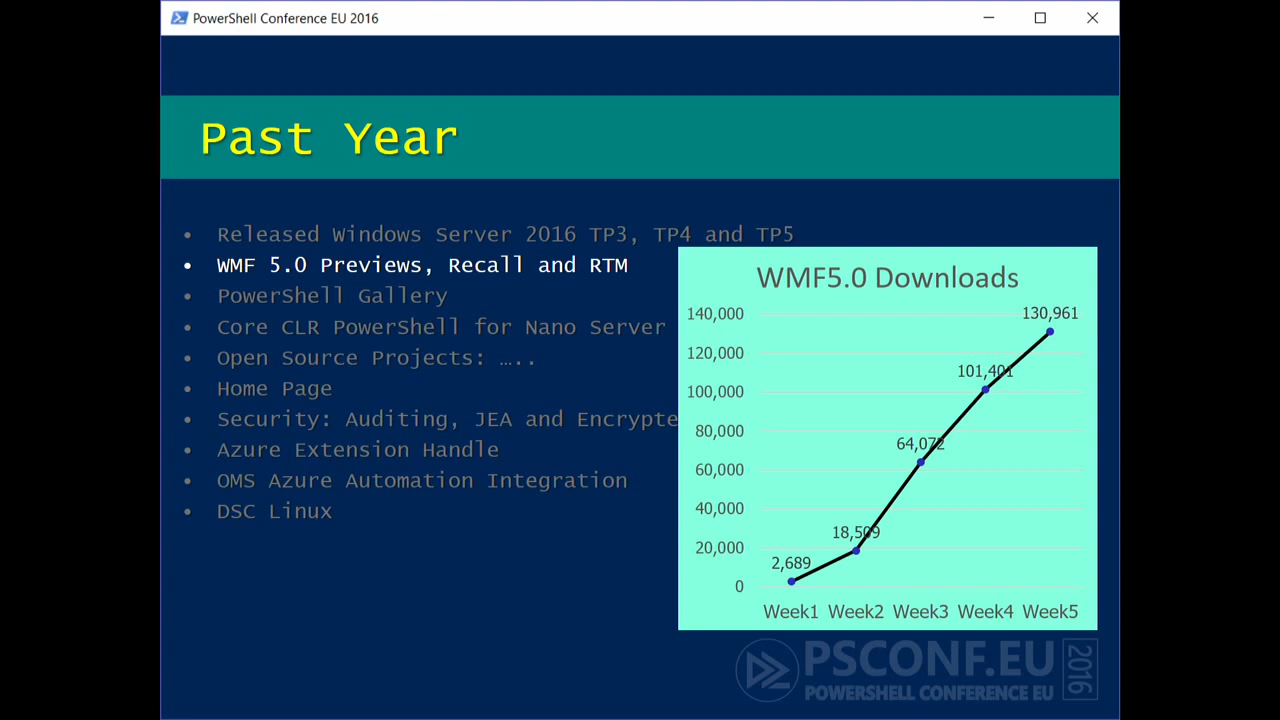 PowerShell Conference EU 2016
Past Year
• Released Windows Server 2016 TP3, TP4 and TP5
• WMF 5.0 Previews, Recall and RTM
• PowerShell Gallery
• Core CLR PowerShell for Nano Server
• Open Source Projects: …..
• Home Page
• Security: Auditing, JEA and Encrypte
• Azure Extension Handle
• OMS Azure Automation Integration
• DSC Linux
WMF5.0 Downloads
140,000
120,000
100,000
80,000
60,000
40,000
20,000
0
2,689
18,509
64,072
101,401
130,961
Week1 Week2 Week3 Week4 Week5
PSCONF.EU
POWERSHELL CONFERENCE EU
2016